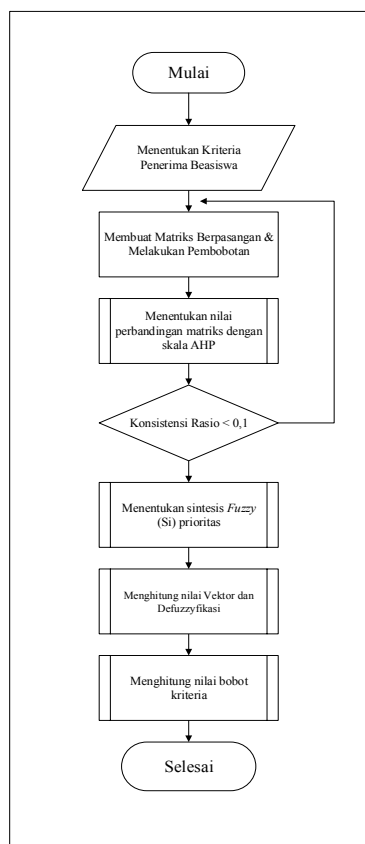 Mulai
Menentukan Kriteria
Penerima Beasiswa
Membuat Matriks Berpasangan &
Melakukan Pembobotan
Menentukan nilai
perbandingan matriks dengan
skala AHP
Konsistensi Rasio < 0,1
Menentukan sintesis Fuzzy
(Si) prioritas
Menghitung nilai Vektor dan
Defuzzyfikasi
Menghitung nilai bobot
kriteria
Selesai